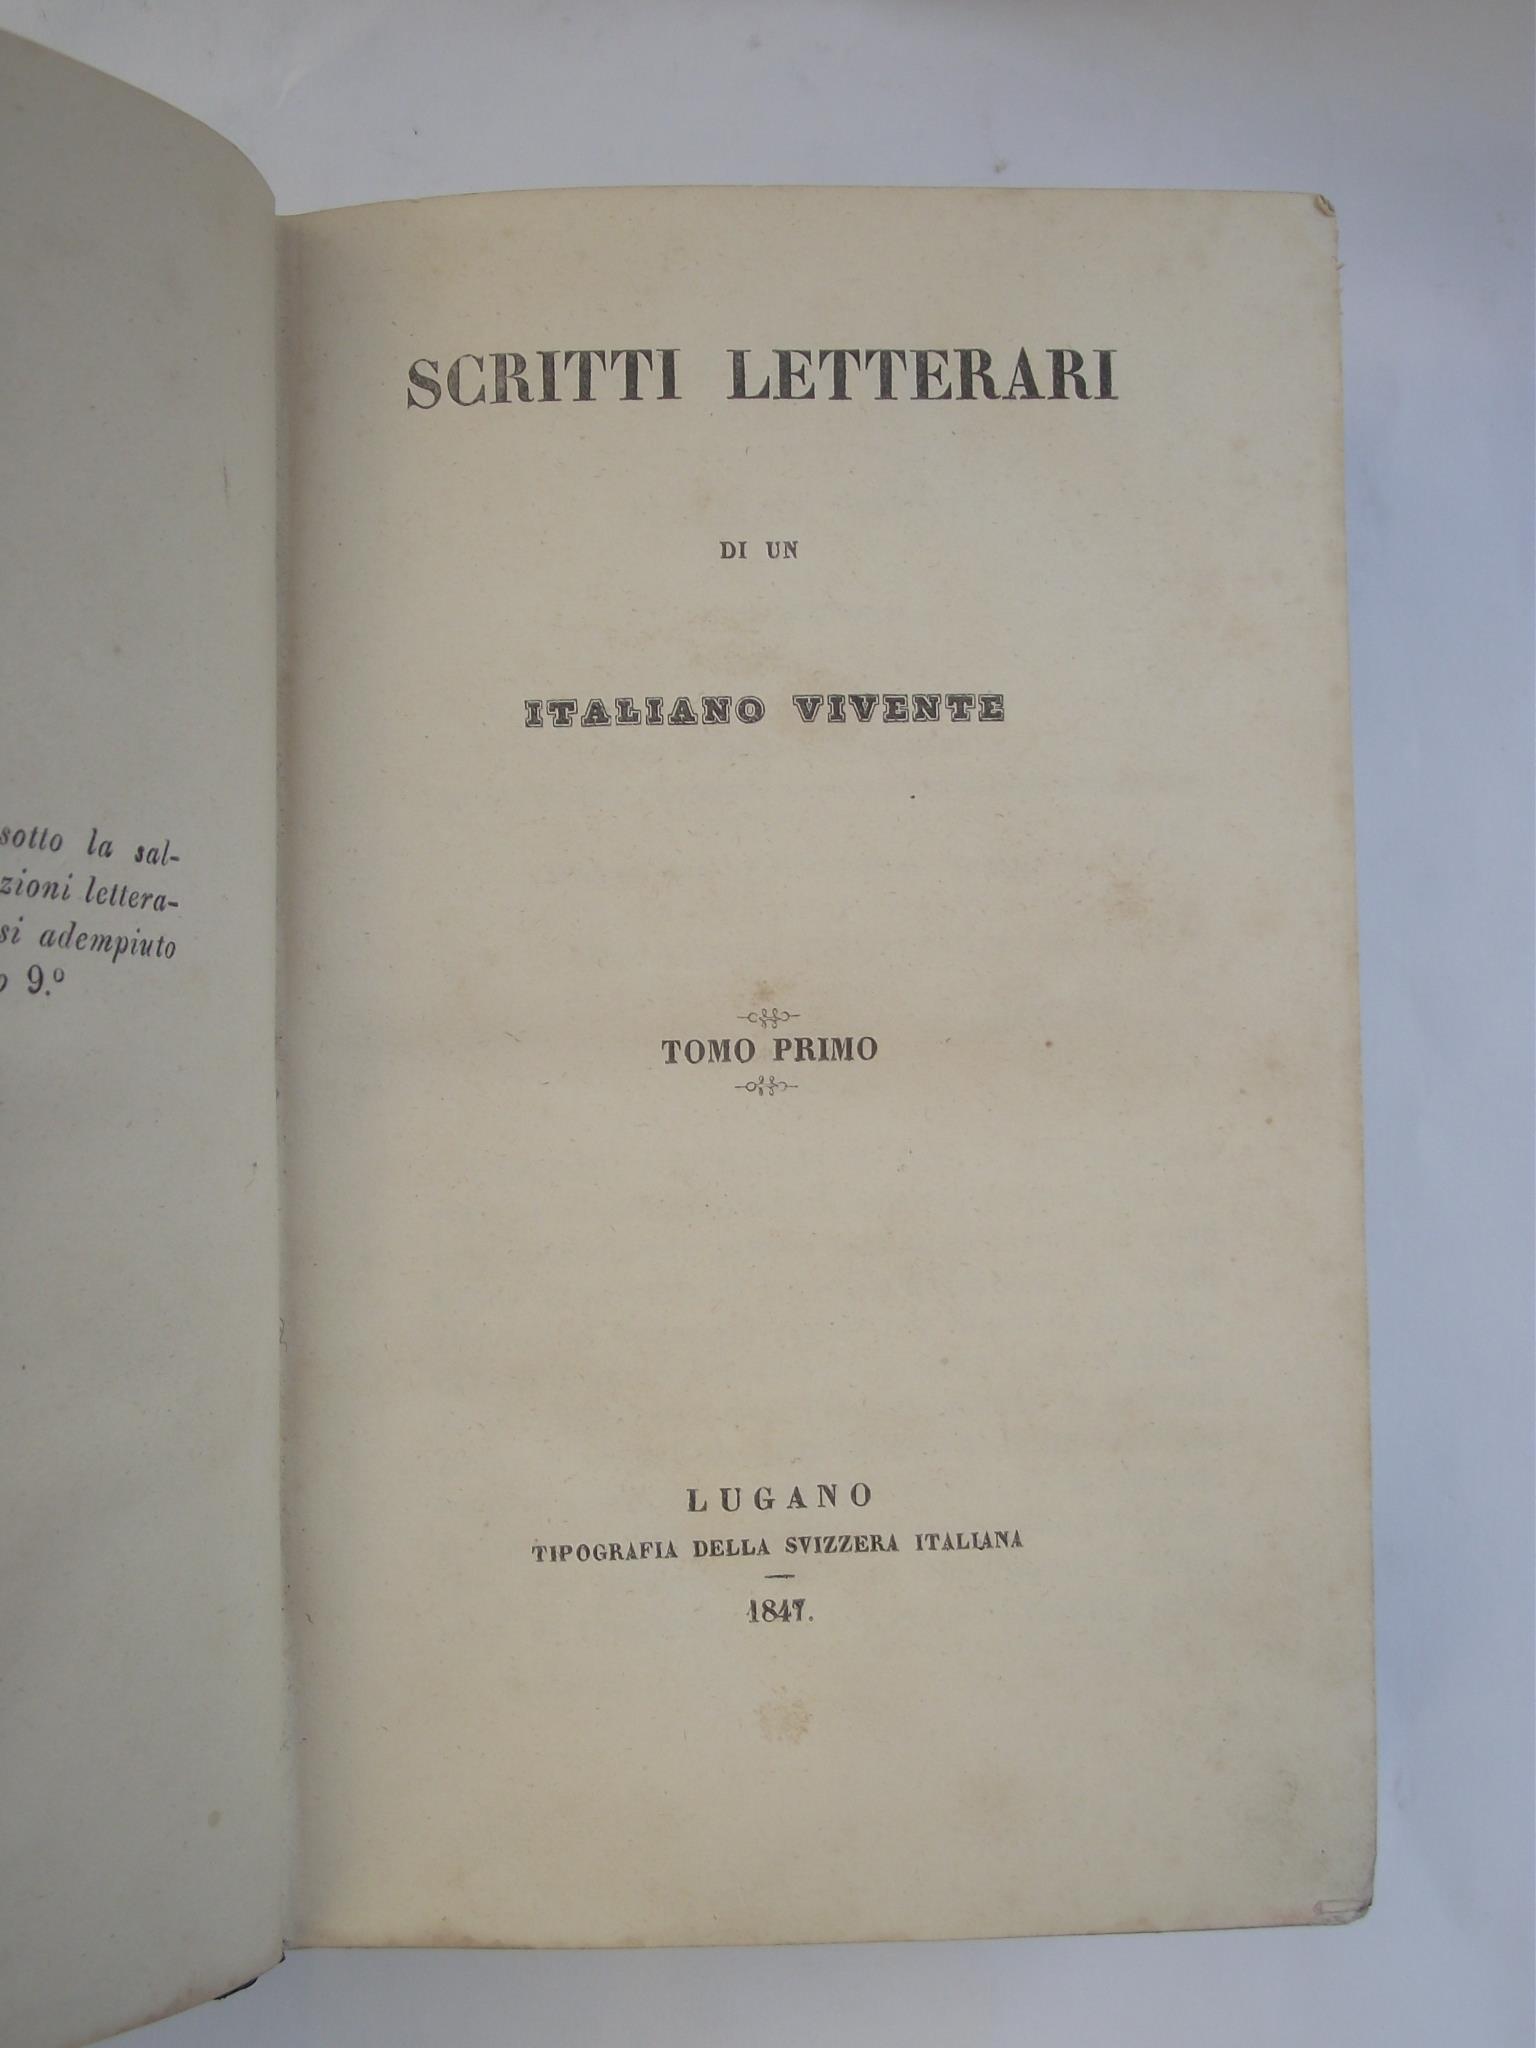 sotto la sal-
zioni lettera-
si adempiuto
o 9.º
SCRITTI LETTERARI
DI UN
ITALIANO VIVENTE
TOMO PRIMO
LUGANO
TIPOGRAFIA DELLA SVIZZERA ITALIANA
1847.